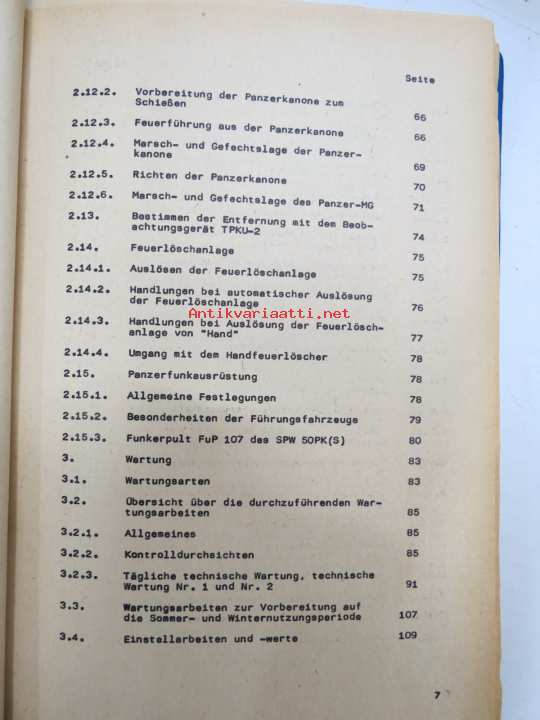 Seite
2.12.2. Vorbereitung der Panzerkanone zum
Schießen 66
2.12.3. Feuerführung aus der Panzerkanone 66
2.12.4. Marsch- und Gefechtslage der Panzer-
kanone 69
2.12.5. Richten der Panzerkanone 70
2.12.6. Marsch- und Gefechtslage des Panzer-MG 71
2.13. Bestimmen der Entfernung mit dem Beob-
achtungsgerät TPKU-2 74
2.14. Feuerlöschanlage 75
2.14.1. Auslösen der Feuerlöschanlage 75
2.14.2. Handlungen bei automatischer Auslösung
der Feuerlöschanlage 76
Antikvariaatti.net
2.14.3. Handlungen bei Auslösung der Feuerlösch-
anlage von "Hand" 77
2.14.4. Umgang mit dem Handfeuerlöscher 78
2.15. Panzerfunkausrüstung 78
2.15.1. Allgemeine Festlegungen 78
2.15.2. Besonderheiten der Führungsfahrzeuge 79
2.15.3. Funkerpult FuP 107 des SPW 50PK(S) 80
3. Wartung 83
3.1. Wartungsarten 83
3.2. Übersicht über die durchzuführenden War-
tungsarbeiten 85
3.2.1. Allgemeines 85
3.2.2. Kontrolldurchsichten 85
3.2.3. Tägliche technische Wartung, technische
Wartung Nr. 1 und Nr. 2 91
3.3. Wartungsarbeiten zur Vorbereitung auf
die Sommer- und Winternutzungsperiode 107
3.4. Einstellarbeiten und -werte 109
7